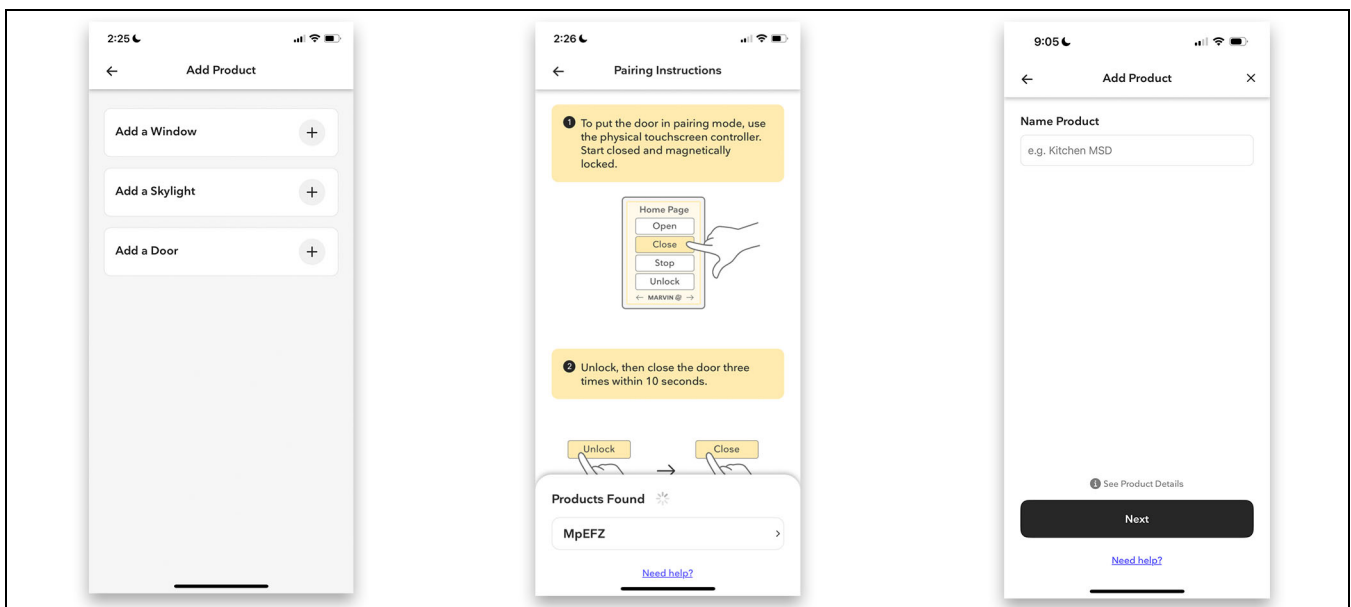 2:25
Add Product
Add a Window
Add a Skylight
Add a Door
2:26
Pairing Instructions
1 To put the door in pairing mode, use
the physical touchscreen controller.
Start closed and magnetically
locked.
Home Page
Open
Close
Stop
Unlock
MARVIN
2 Unlock, then close the door three
times within 10 seconds.
Unlock
Close
Products Found
MpEFZ
Need help?
9:05
Add Product
Name Product
e.g. Kitchen MSD
See Product Details
Next
Need help?